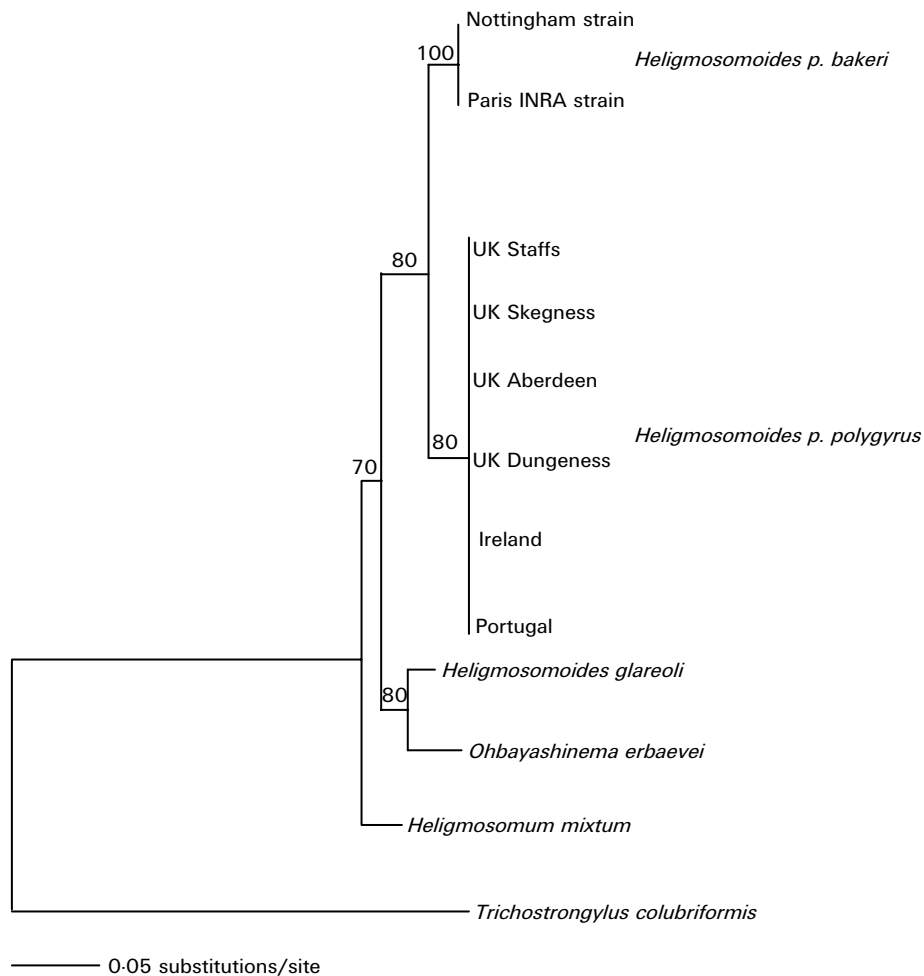 Nottingham strain
100
Heligmosomoides p. bakeri
Paris INRA strain
UK Staffs
80
UK Skegness
UK Aberdeen
Heligmosomoides p. polygyrus
80
UK Dungeness
70
Ireland
Portugal
Heligmosomoides glareoli
80
Ohbayashinema erbaevei
Heligmosomum mixtum
Trichostrongylus colubriformis
0·05 substitutions/site